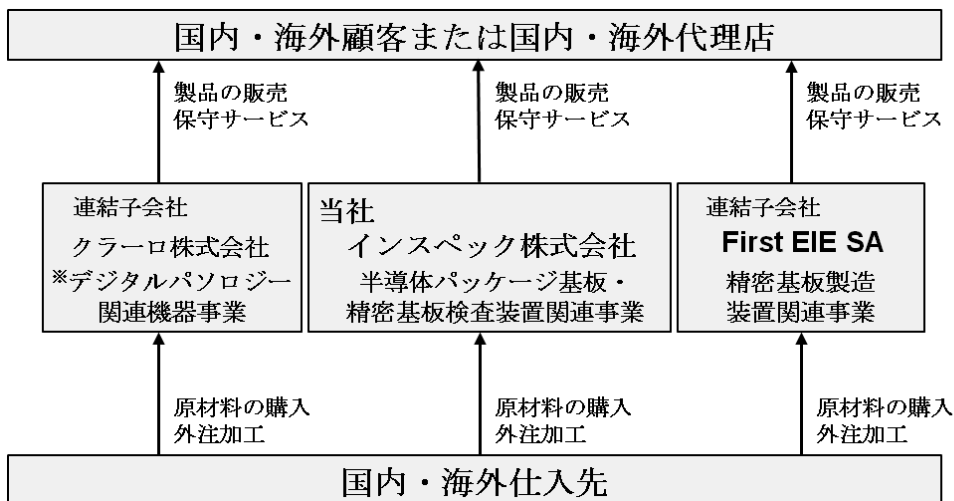 国内・海外顧客または国内・海外代理店
製品の販売
保守サービス
製品の販売
保守サービス
製品の販売
保守サービス
連結子会社
クラーロ株式会社
※デジタルパソロジー
関連機器事業
当社
インスペック株式会社
半導体パッケージ基板・
精密基板検査装置関連事業
連結子会社
First EIE SA
精密基板製造
装置関連事業
原材料の購入
外注加工
原材料の購入
外注加工
原材料の購入
外注加工
国内・海外仕入先